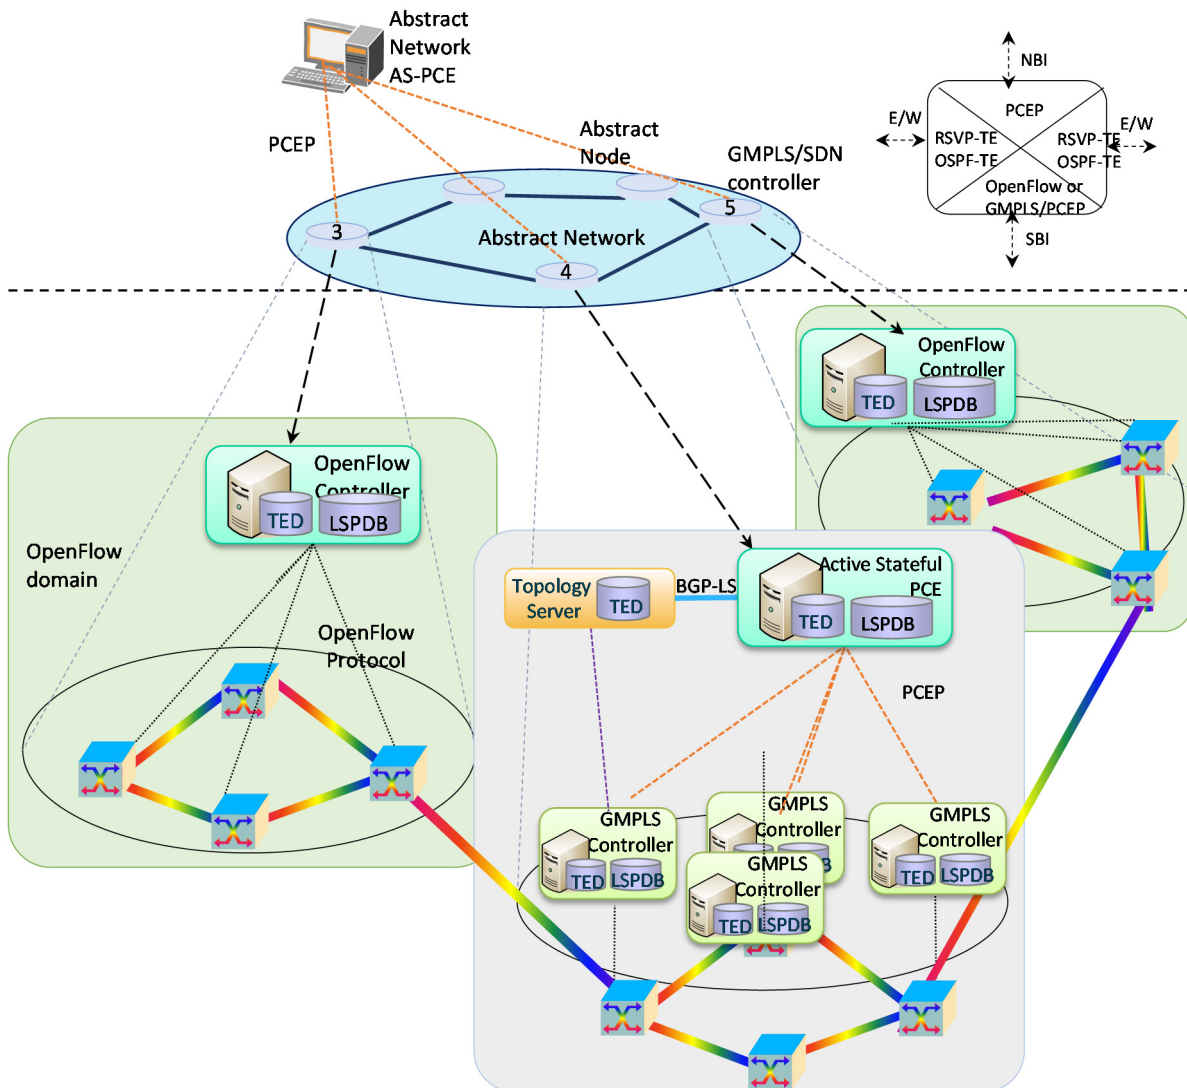 Abstract
Network
AS-PCE
PCEP
Abstract
Node
GMPLS/SDN
controller
NBI
PCEP
E/W
E/W
RSVP-TE
OSPF-TE
RSVP-TE
OSPF-TE
OpenFlow or
GMPLS/PCEP
SBI
3
5
Abstract Network
4
OpenFlow
Controller
TED
LSPDB
OpenFlow
Controller
TED
LSPDB
OpenFlow
domain
OpenFlow
Protocol
Topology
Server
TED
BGP-LS
Active Stateful
PCE
TED
LSPDB
PCEP
GMPLS
Controller
TED
LSPDB
GMPLS
Controller
GMPLS
Controller
TED
LSPDB
GMPLS
Controller
TED
LSPDB